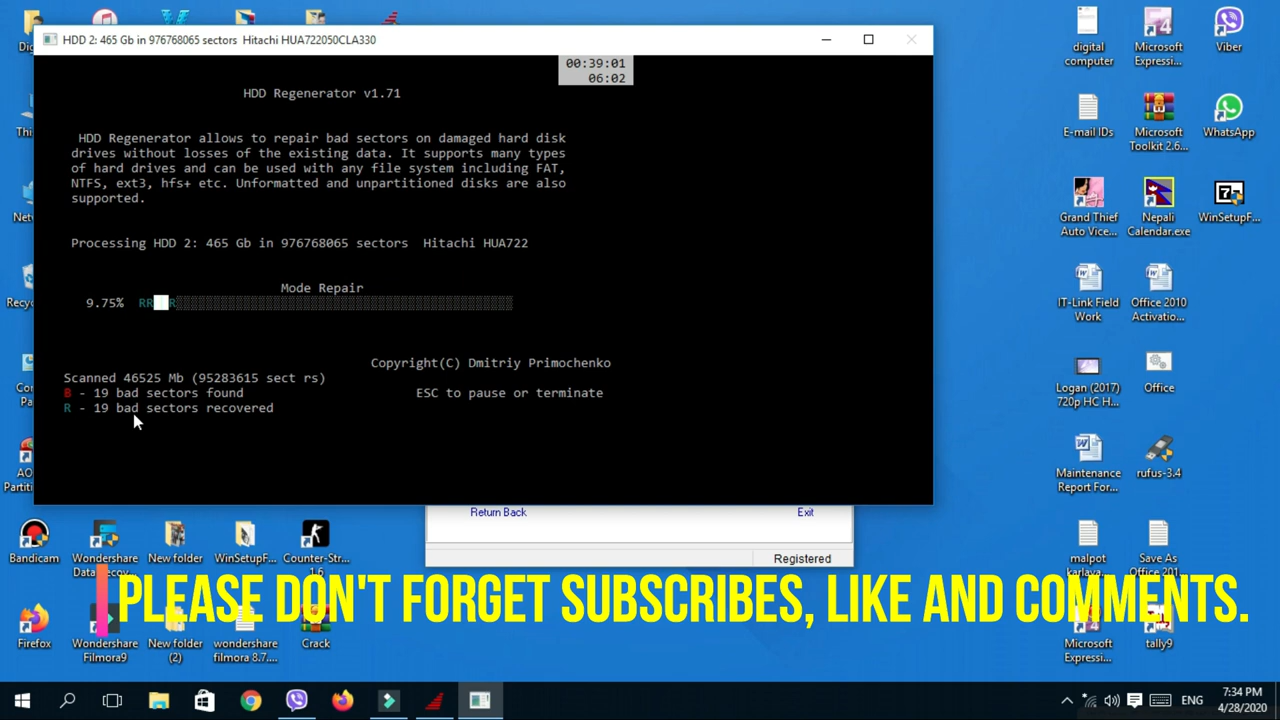 HDD 2: 465 Gb in 976768065 sectors Hitachi HUA722050CLA330
00:39:01
06:02
HDD Regenerator v1.71
HDD Regenerator allows to repair bad sectors on damaged hard disk
drives without losses of the existing data. It supports many types
of hard drives and can be used with any file system including FAT,
NTFS, ext3, hfs+ etc. Unformatted and unpartitioned disks are also
supported.
Processing HDD 2: 465 Gb in 976768065 sectors Hitachi HUA722
Mode Repair
9.75% RR R
Copyright(C) Dmitriy Primochenko
Scanned 46525 Mb (95283615 sect rs)
B - 19 bad sectors found
ESC to pause or terminate
R - 19 bad sectors recovered
Return Back
Exit
Registered
digital
computer
Microsoft
Expressi...
Viber
E-mail IDs
Microsoft
Toolkit 2.6...
WhatsApp
Grand Thief
Auto Vice...
Nepali
Calendar.exe
WinSetupF...
IT-Link Field
Work
Office 2010
Activatio...
Logan (2017)
720p HC H...
Office
Maintenance
Report For...
rufus-3.4
malpot
Save As
Office 201...
Microsoft
Expressi...
tally9
Bandicam
Wondershare
New folder
WinSetupF...
Counter-Str...
1.6
PLEASE DON'T FORGET SUBSCRIBES, LIKE AND COMMENTS.
Firefox
Wondershare
Filmora9
New folder
(2)
wondershare
filmora 8.7....
Crack
ENG
7:34 PM
4/28/2020